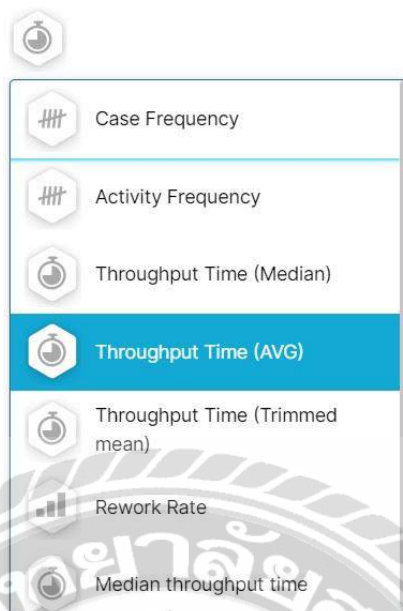 Case Frequency
Activity Frequency
Throughput Time (Median)
Throughput Time (AVG)
Throughput Time (Trimmed
mean)
Rework Rate
Median throughput time